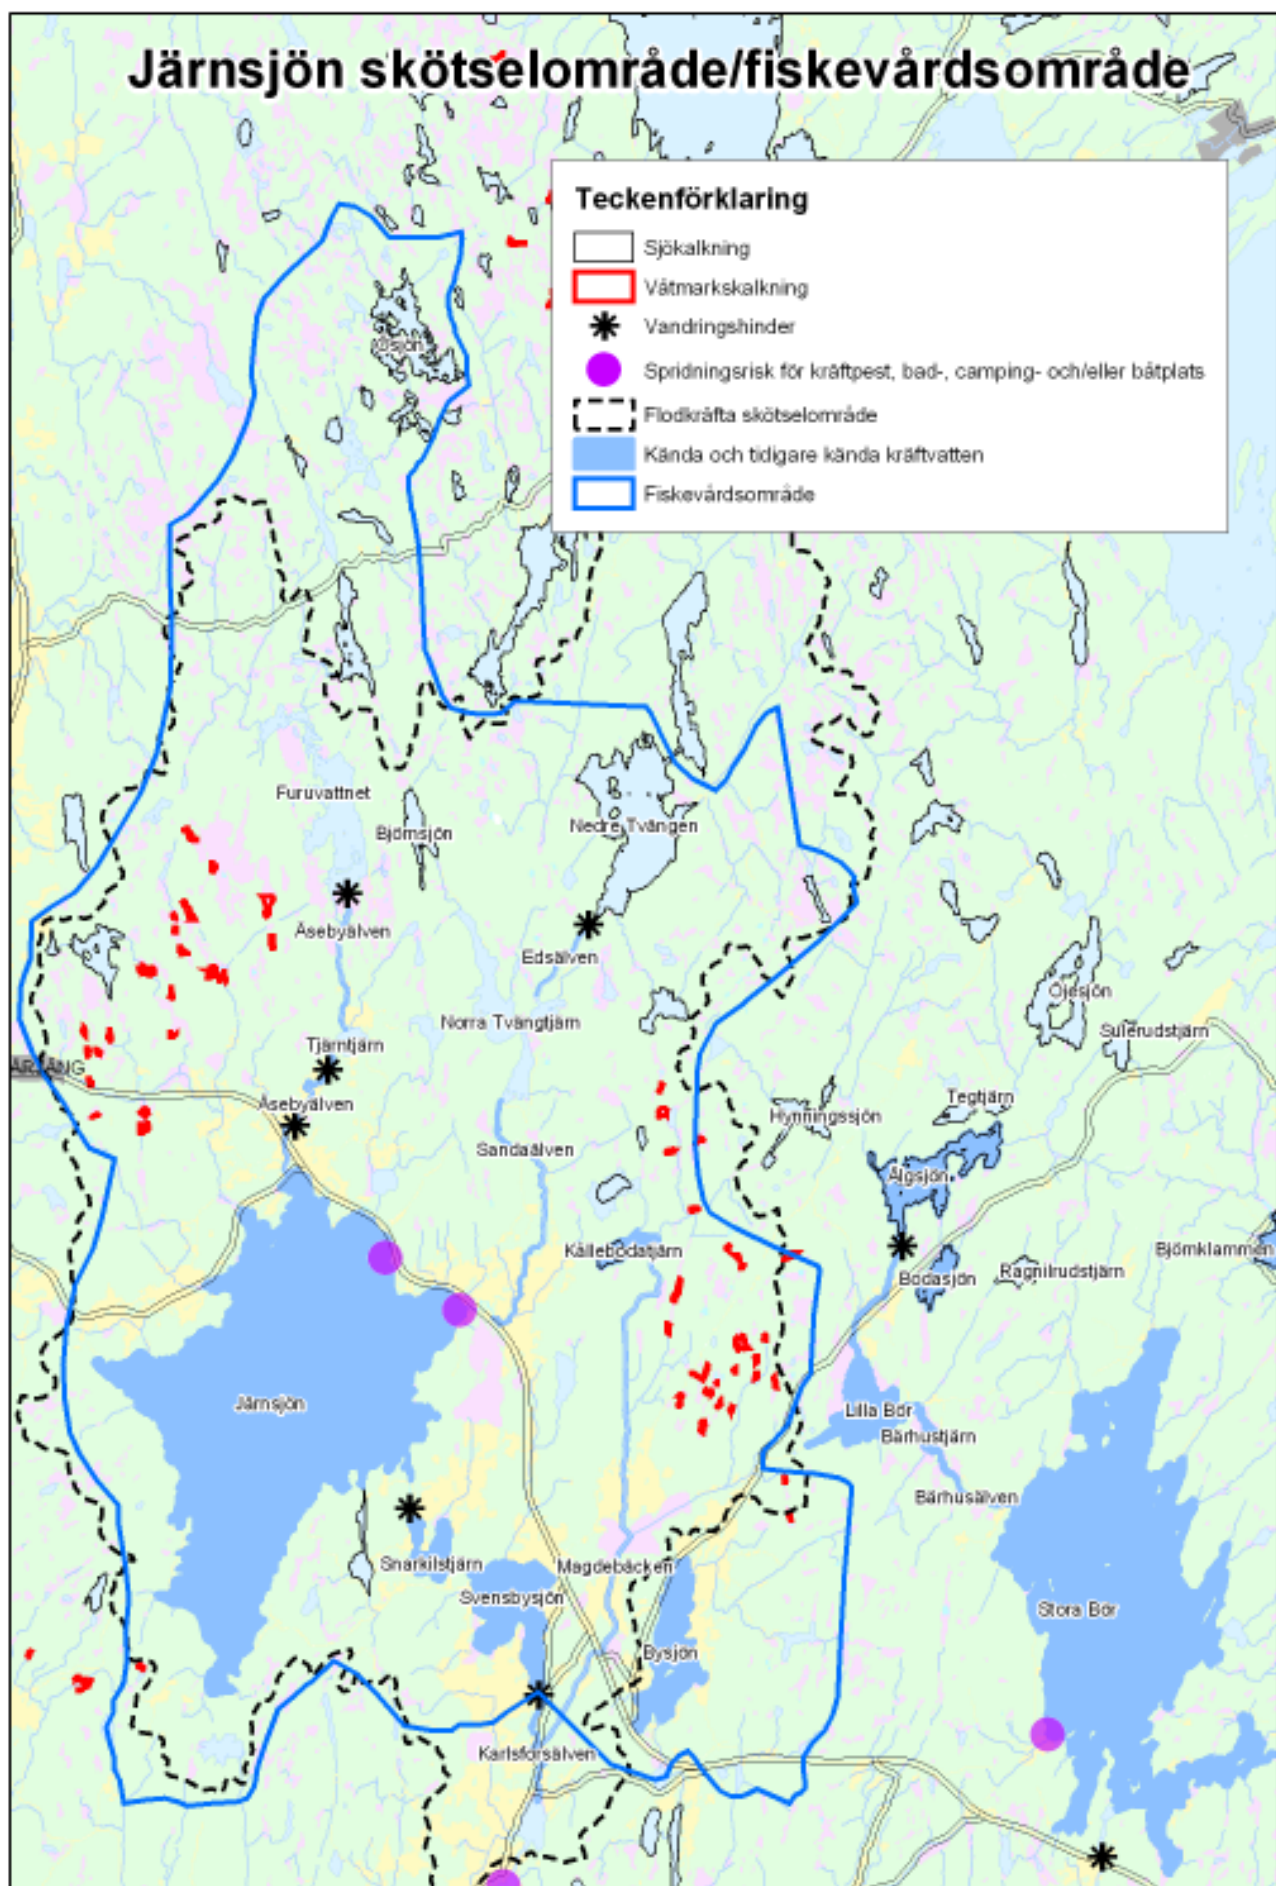 Järnsjön skötselområde/fiskevårdsområde
Teckenförklaring
Sjökalkning
Våtmarkskalkning
Vandringshinder
Spridningsrisk för kräftpest, bad-, camping- och/eller båtplats
Flodkräfta skötselområde
Kända och tidigare kända kräftvatten
Fiskevårdsområde
Furuvattnet
Björnsjön
Nedre Tvängen
Åsebyälven
Edsälven
Öjesjön
Norra Tvängtjärn
Sulerudstjärn
Tjärntjärn
Åsebyälven
Tegtjärn
Hynningssjön
Sandaälven
Älgsjön
Källebodatjärn
Björnklammen
Bodasjön
Ragnilrudstjärn
Järnsjön
Lilla Bör
Bärhustjärn
Bärhusälven
Snarkilstjärn
Magdebäcken
Svensbysjön
Stora Bör
Bysjön
Karlsforsälven